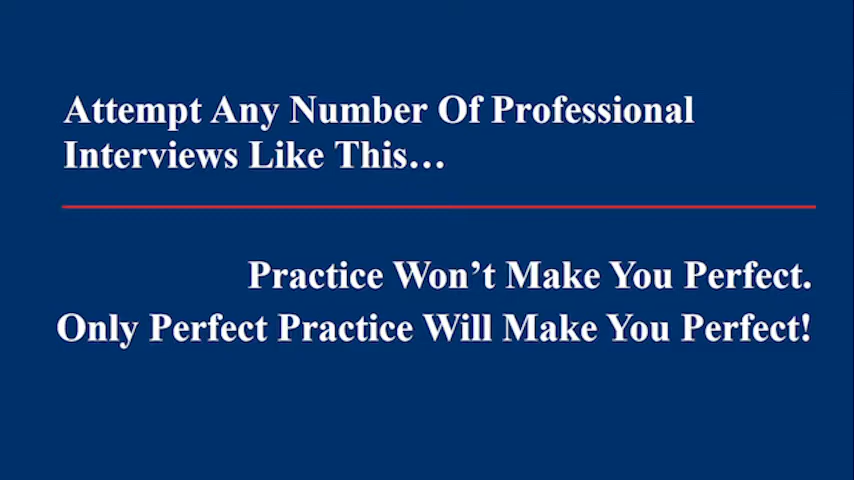 Attempt Any Number Of Professional
Interviews Like This…
Practice Won’t Make You Perfect.
Only Perfect Practice Will Make You Perfect!